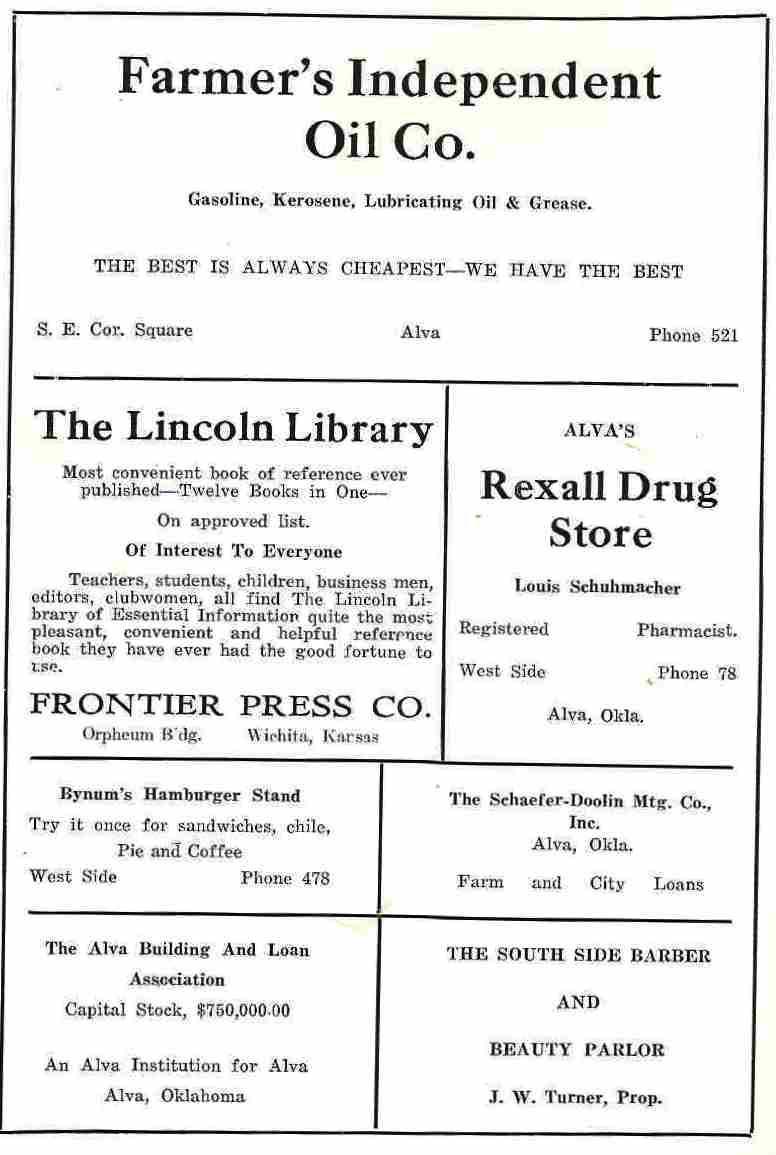 Farmer's Independent
Oil Co.
Gasoline, Kerosene, Lubricating Oil & Grease.
THE BEST IS ALWAYS CHEAPEST—WE HAVE THE BEST
S. E. Cor. Square Alva Phone 521
The Lincoln Library
Most convenient book of reference ever
published—Twelve Books in One—
On approved list.
Of Interest To Everyone
Teachers, students, children, business men,
editors, clubwomen, all find The Lincoln Li-
brary of Essential Information quite the most
pleasant, convenient and helpful reference
book they have ever had the good fortune to
use.
FRONTIER PRESS CO.
Orpheum B'dg. Wichita, Kansas
ALVA'S
Rexall Drug
Store
Louis Schuhmacher
Registered Pharmacist.
West Side Phone 78
Alva, Okla.
Bynum's Hamburger Stand
Try it once for sandwiches, chile,
Pie and Coffee
West Side Phone 478
The Schaefer-Doolin Mtg. Co.,
Inc.
Alva, Okla.
Farm and City Loans
The Alva Building And Loan
Association
Capital Stock, $750,000.00
An Alva Institution for Alva
Alva, Oklahoma
THE SOUTH SIDE BARBER
AND
BEAUTY PARLOR
J. W. Turner, Prop.